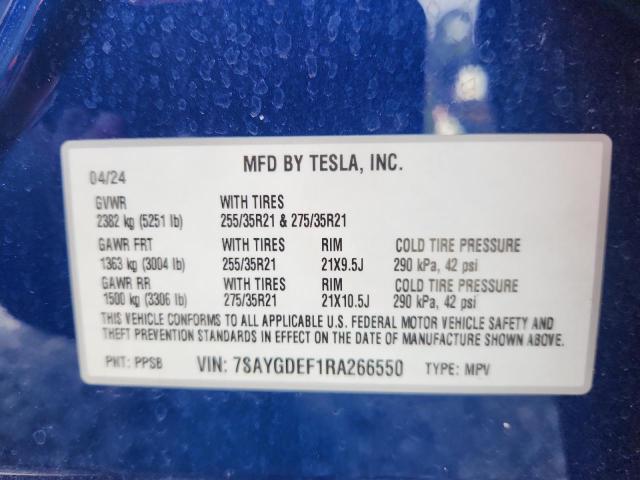 MFD BY TESLA, INC.
04/24
GVWR WITH TIRES
2382 kg (5251 lb) 255/35R21 & 275/35R21
GAWR FRT WITH TIRES RIM COLD TIRE PRESSURE
1363 kg (3004 lb) 255/35R21 21X9.5J 290 kPa, 42 psi
GAWR RR WITH TIRES RIM COLD TIRE PRESSURE
1500 kg (3306 lb) 275/35R21 21X10.5J 290 kPa, 42 psi
THIS VEHICLE CONFORMS TO ALL APPLICABLE U.S. FEDERAL MOTOR VEHICLE SAFETY AND
THEFT PREVENTION STANDARDS IN EFFECT ON THE DATE OF MANUFACTURE SHOWN ABOVE.
PNT: PPSB VIN: 7SAYGDEF1RA266550 TYPE: MPV